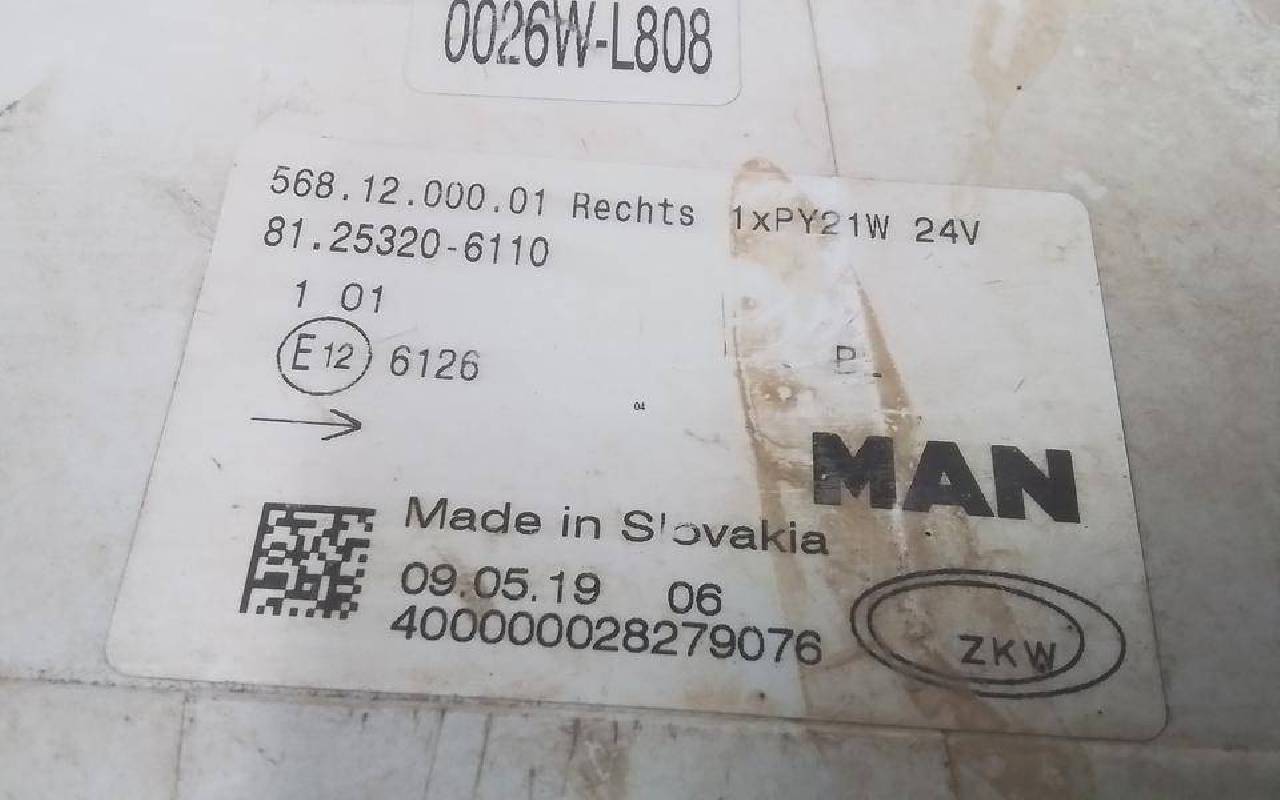 0026W-L808
568.12.000.01 Rechts 1xPY21W 24V
81.25320-6110
1 01
E12 6126
04
MAN
Made in Slovakia
09.05.19 06
400000028279076
ZKW